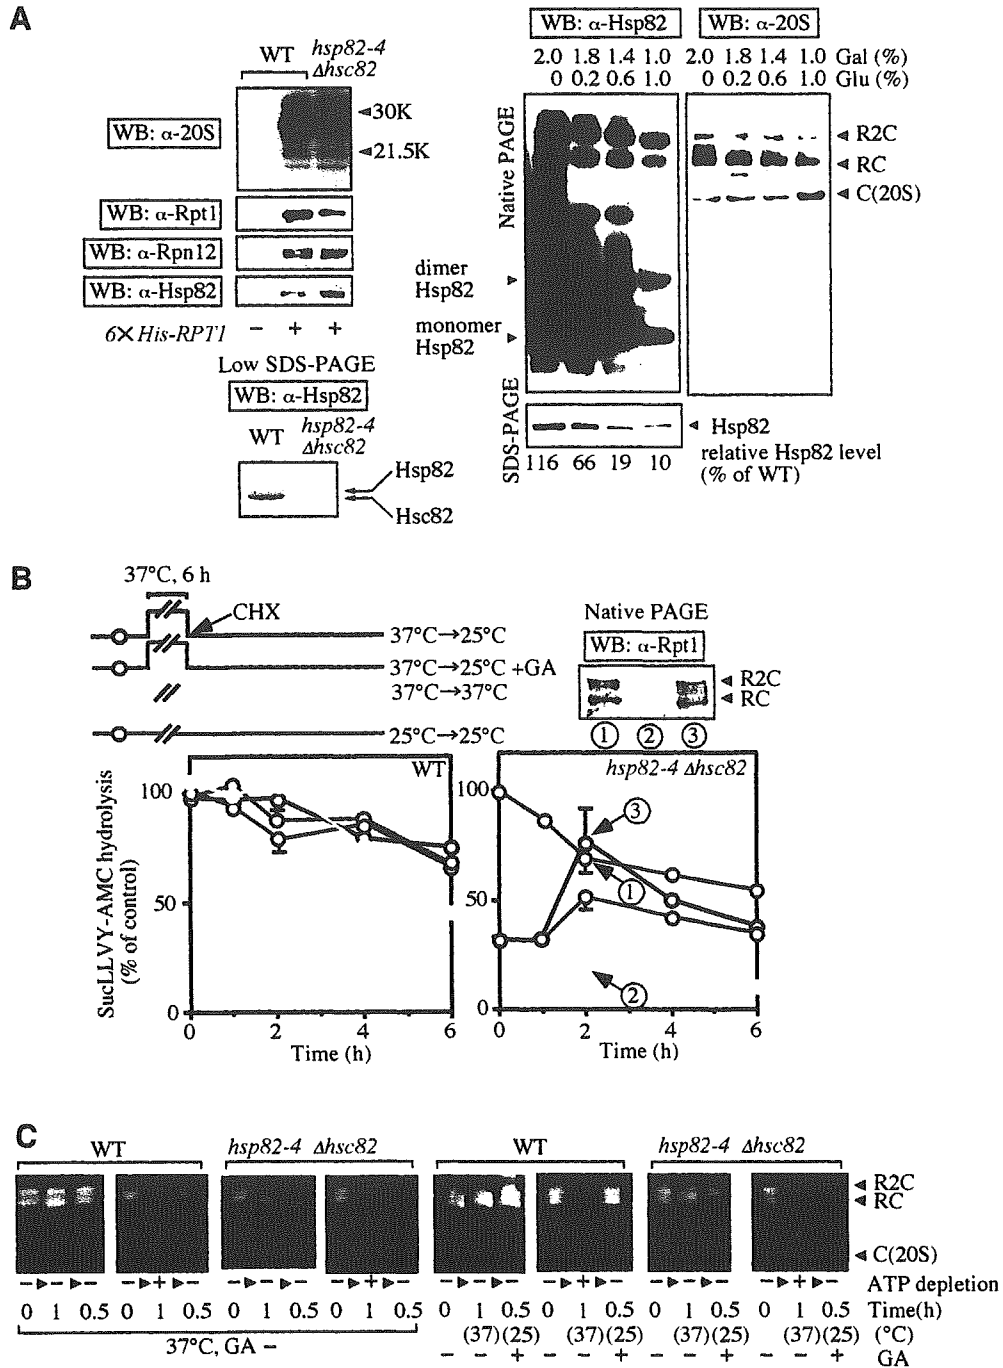 A
WT hsp82-4 Δhsc82
WB: α-20S
30K
21.5K
WB: α-Rpt1
WB: α-Rpn12
WB: α-Hsp82
6× His-RPT1 − + +
Low SDS-PAGE
WB: α-Hsp82
WT hsp82-4 Δhsc82
Hsp82
Hsc82
WB: α-Hsp82 WB: α-20S
2.0 1.8 1.4 1.0 2.0 1.8 1.4 1.0 Gal (%)
0 0.2 0.6 1.0 0 0.2 0.6 1.0 Glu (%)
Native PAGE
R2C
RC
C(20S)
dimer
Hsp82
monomer
Hsp82
SDS-PAGE
Hsp82
116 66 19 10 relative Hsp82 level
(% of WT)
B
37°C, 6 h
CHX
37°C→25°C
37°C→25°C +GA
37°C→37°C
25°C→25°C
Native PAGE
WB: α-Rpt1
R2C
RC
① ② ③
SucLLVY-AMC hydrolysis
(% of control)
WT
100
50
0
0 2 4 6
Time (h)
hsp82-4 Δhsc82
100
50
0
③
①
②
0 2 4 6
Time (h)
C
WT hsp82-4 Δhsc82 WT hsp82-4 Δhsc82
R2C
RC
C(20S)
− − − − + − − − − − + − − − − − + − − − − − + − ATP depletion
0 1 0.5 0 1 0.5 0 1 0.5 0 1 0.5 0 1 0.5 0 1 0.5 0 1 0.5 0 1 0.5 Time(h)
(37) (25) (37) (25) (37) (25) (37) (25) (°C)
37°C, GA −
− − + − − + − − + − − + GA